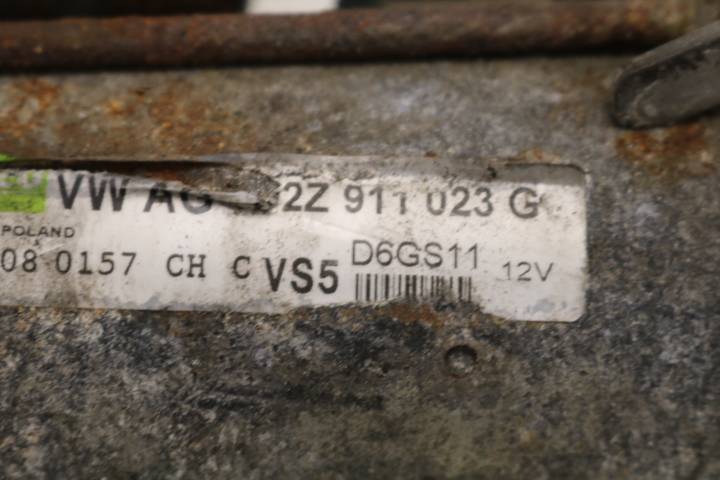 VW AG 2Z 911 023 G
POLAND
08 0157 CH C VS5 D6GS11 12V